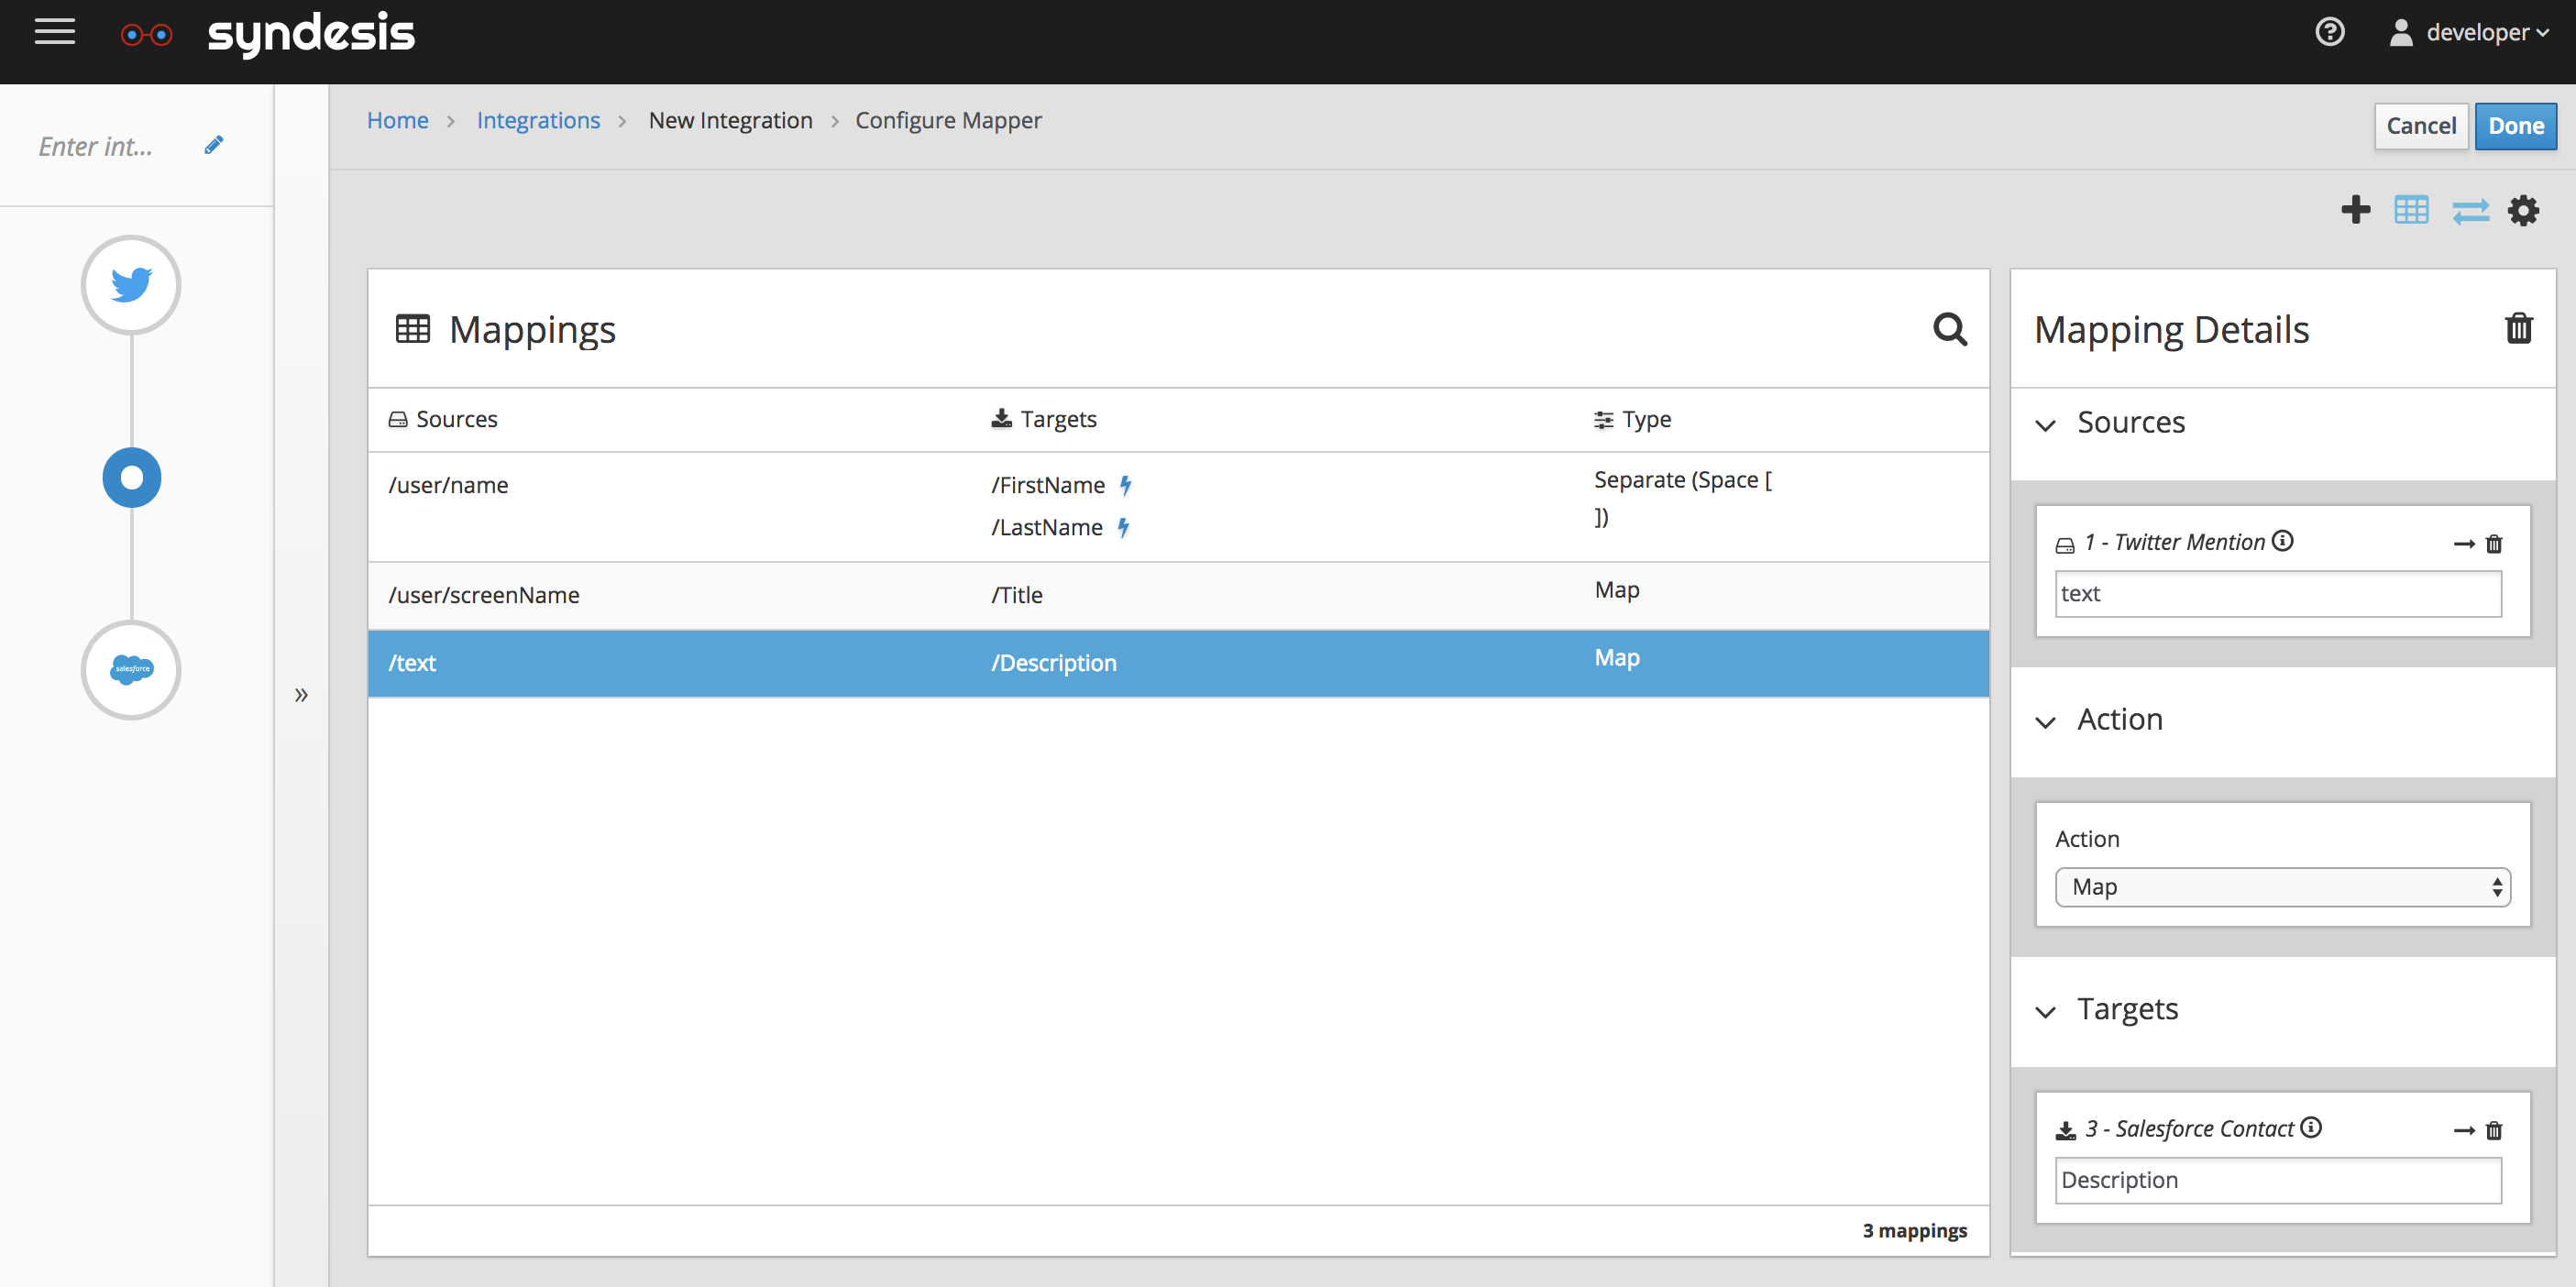 syndesis
developer
Enter int...
Home > Integrations > New Integration > Configure Mapper
Cancel
Done
salesforce
»
Mappings
Sources Targets Type
/user/name /FirstName Separate (Space [
/LastName ])
/user/screenName /Title Map
/text /Description Map
3 mappings
Mapping Details
Sources
1 - Twitter Mention
text
Action
Action
Map
Targets
3 - Salesforce Contact
Description